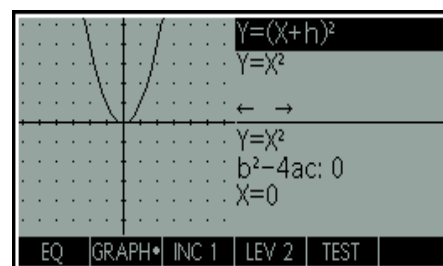 Y=(X+h)²
Y=X²
← →
Y=X²
b²-4ac: 0
X=0
EQ GRAPH• INC 1 LEV 2 TEST